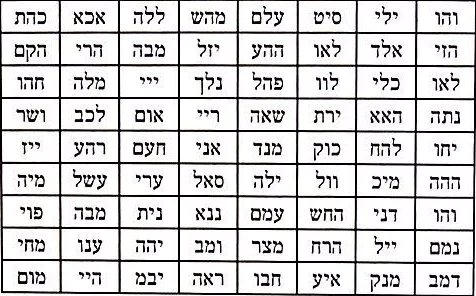 והו ילי סיט עלם מהש ללה אכא כהת
הזי אלד לאו ההע יזל מבה הרי הקם
לאו כלי לוו פהל נלך ייי מלה חהו
נתה האא ירת שאה ריי אום לכב ושר
יחו להח כוק מנד אני חעם רהע ייז
ההה מיכ וול ילה סאל ערי עשל מיה
והו דני החש עמם ננא נית מבה פוי
נמם ייל הרח מצר ומב יהה ענו מחי
דמב מנק איע חבו ראה יבמ היי מום